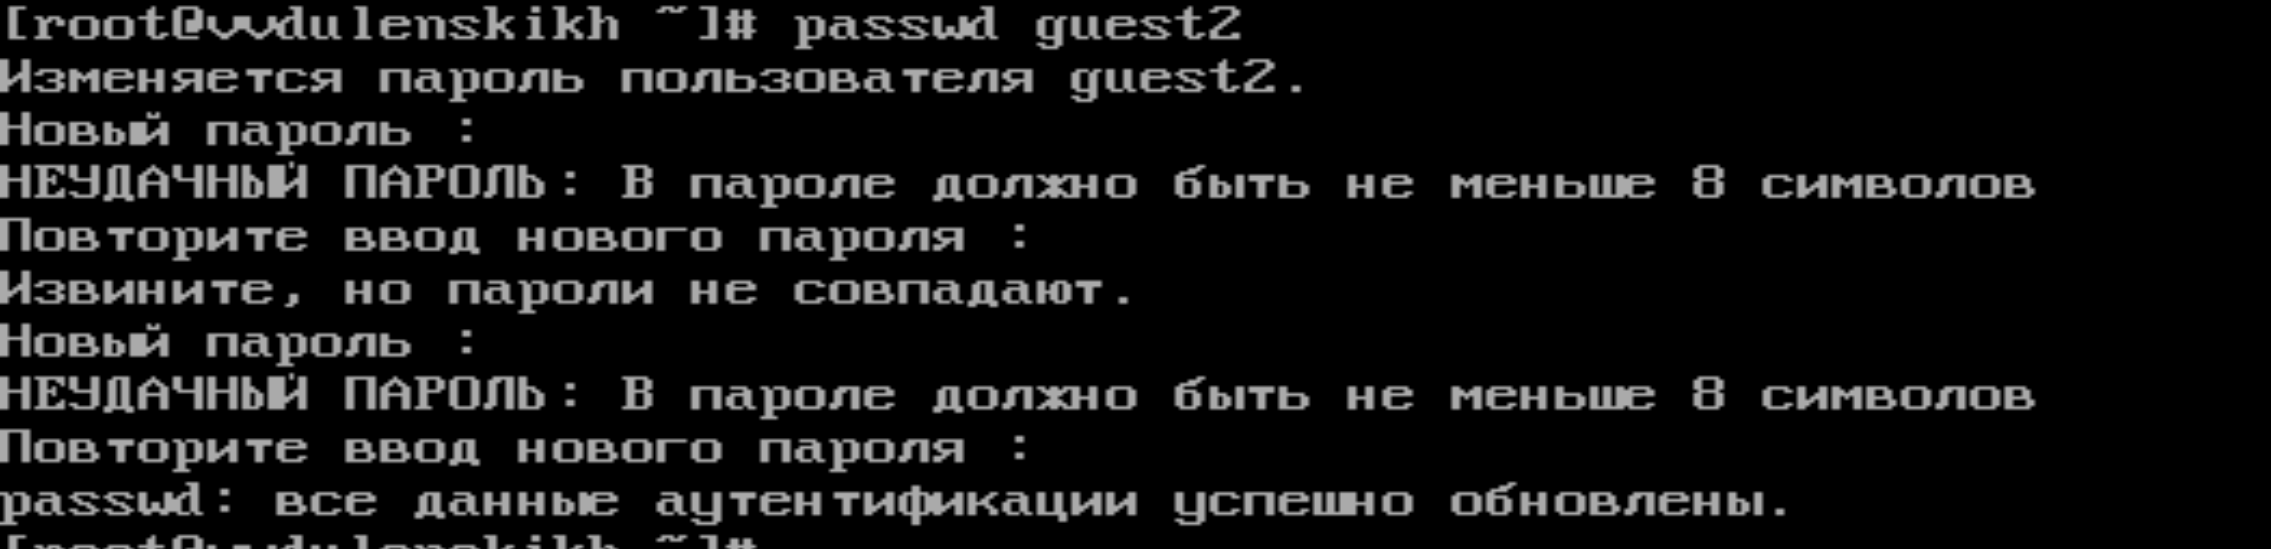 [root@vvdulenskikh ~]# passwd guest2
Изменяется пароль пользователя guest2.
Новый пароль :
НЕУДАЧНЫЙ ПАРОЛЬ: В пароле должно быть не меньше 8 символов
Повторите ввод нового пароля :
Извините, но пароли не совпадают.
Новый пароль :
НЕУДАЧНЫЙ ПАРОЛЬ: В пароле должно быть не меньше 8 символов
Повторите ввод нового пароля :
passwd: все данные аутентификации успешно обновлены.
[root@vvdulenskikh ~]#